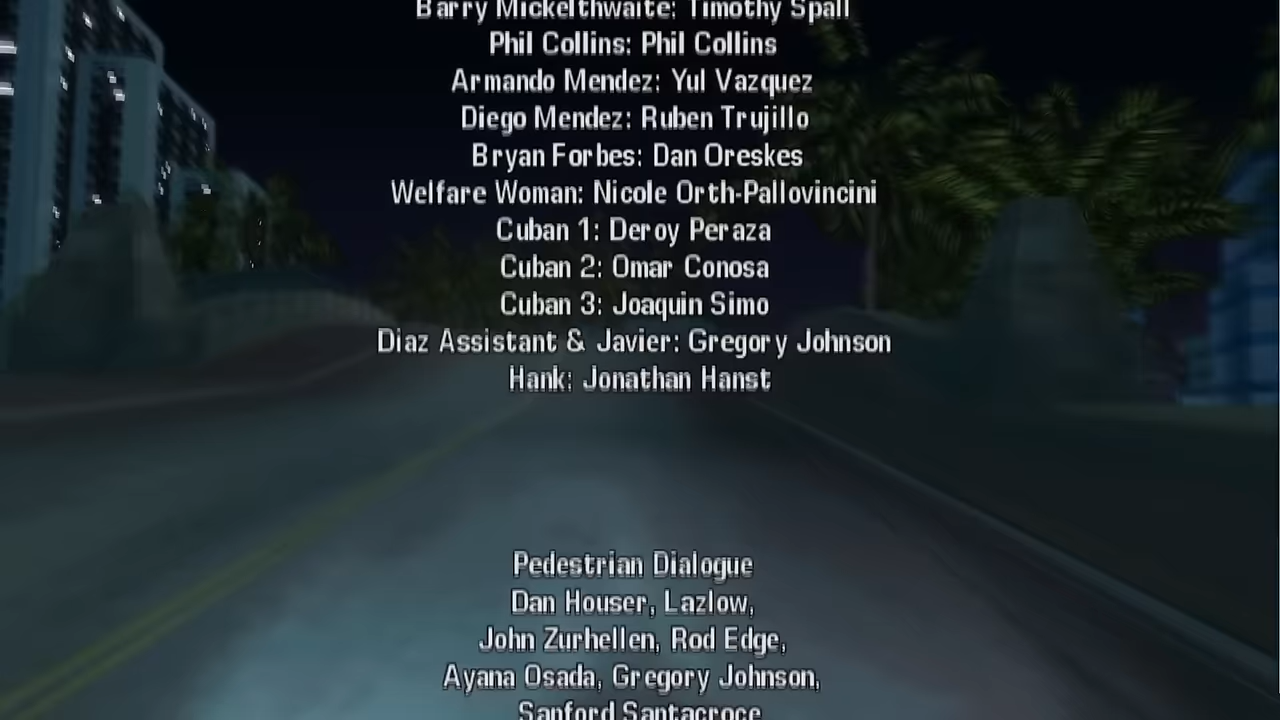 Barry Mickelthwaite: Timothy Spall
Phil Collins: Phil Collins
Armando Mendez: Yul Vazquez
Diego Mendez: Ruben Trujillo
Bryan Forbes: Dan Oreskes
Welfare Woman: Nicole Orth-Pallovincini
Cuban 1: Deroy Peraza
Cuban 2: Omar Conosa
Cuban 3: Joaquin Simo
Diaz Assistant & Javier: Gregory Johnson
Hank: Jonathan Hanst
Pedestrian Dialogue
Dan Houser, Lazlow,
John Zurhellen, Rod Edge,
Ayana Osada, Gregory Johnson,
Sanford Santacroce